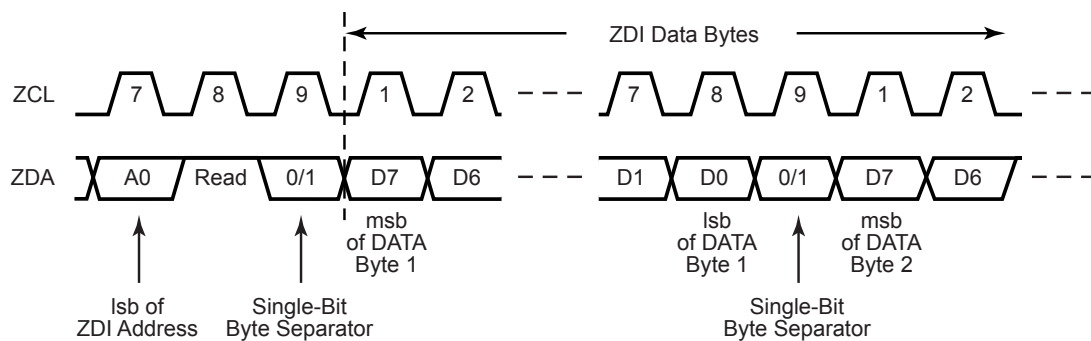 ZDI Data Bytes
ZCL 7 8 9 1 2 7 8 9 1 2
ZDA A0 Read 0/1 D7 D6 D1 D0 0/1 D7 D6
msb
of DATA
Byte 1
lsb
of DATA
Byte 1
msb
of DATA
Byte 2
lsb of
ZDI Address
Single-Bit
Byte Separator
Single-Bit
Byte Separator